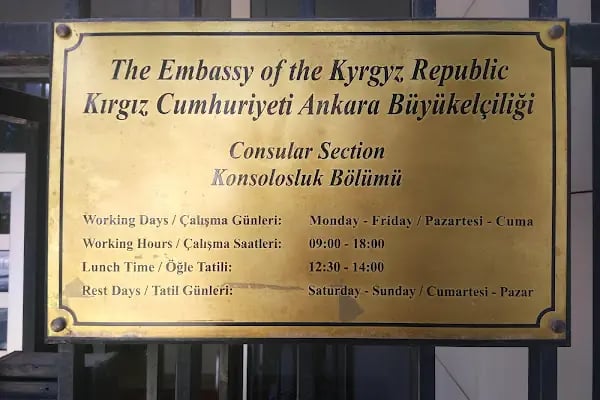 The Embassy of the Kyrgyz Republic
Kırgız Cumhuriyeti Ankara Büyükelçiliği
Consular Section
Konsolosluk Bölümü
Working Days / Çalışma Günleri: Monday - Friday / Pazartesi - Cuma
Working Hours / Çalışma Saatleri: 09:00 - 18:00
Lunch Time / Öğle Tatili: 12:30 - 14:00
Rest Days / Tatil Günleri: Saturday - Sunday / Cumartesi - Pazar